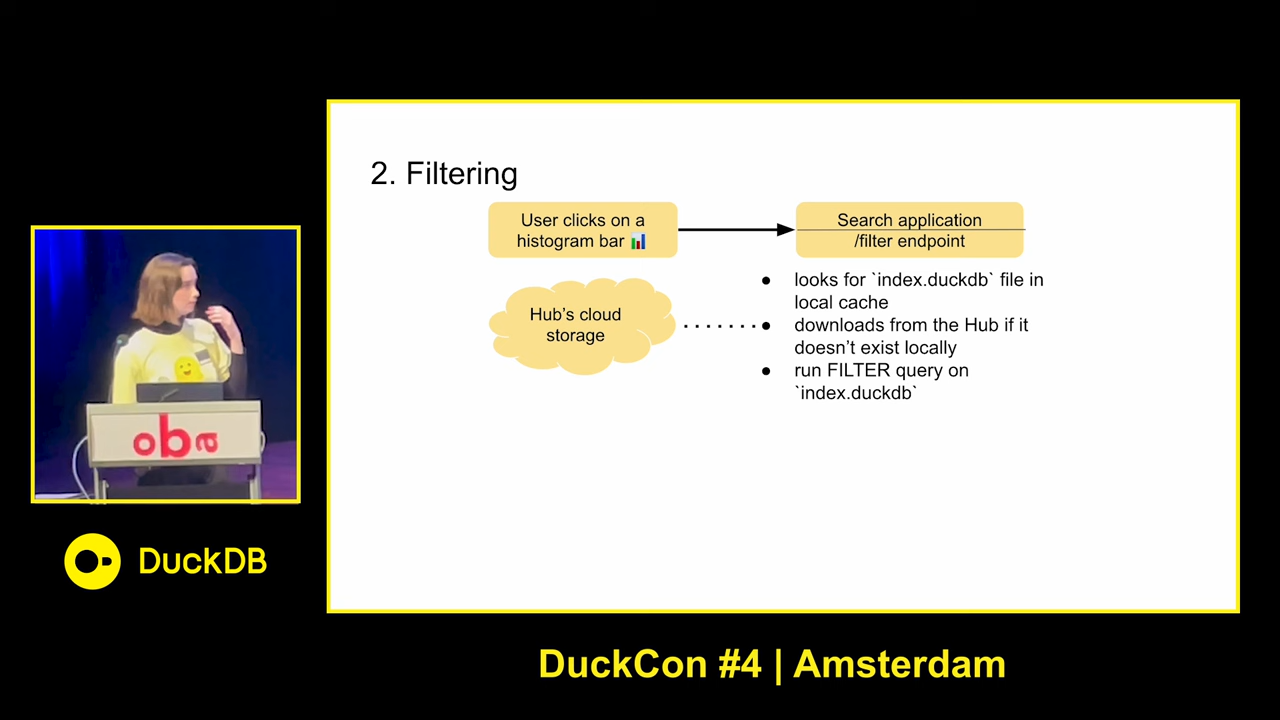 2. Filtering
User clicks on a
histogram bar 📊
Search application
/filter endpoint
Hub's cloud
storage
● looks for `index.duckdb` file in
local cache
● downloads from the Hub if it
doesn't exist locally
● run FILTER query on
`index.duckdb`
oba
DuckDB
DuckCon #4 | Amsterdam